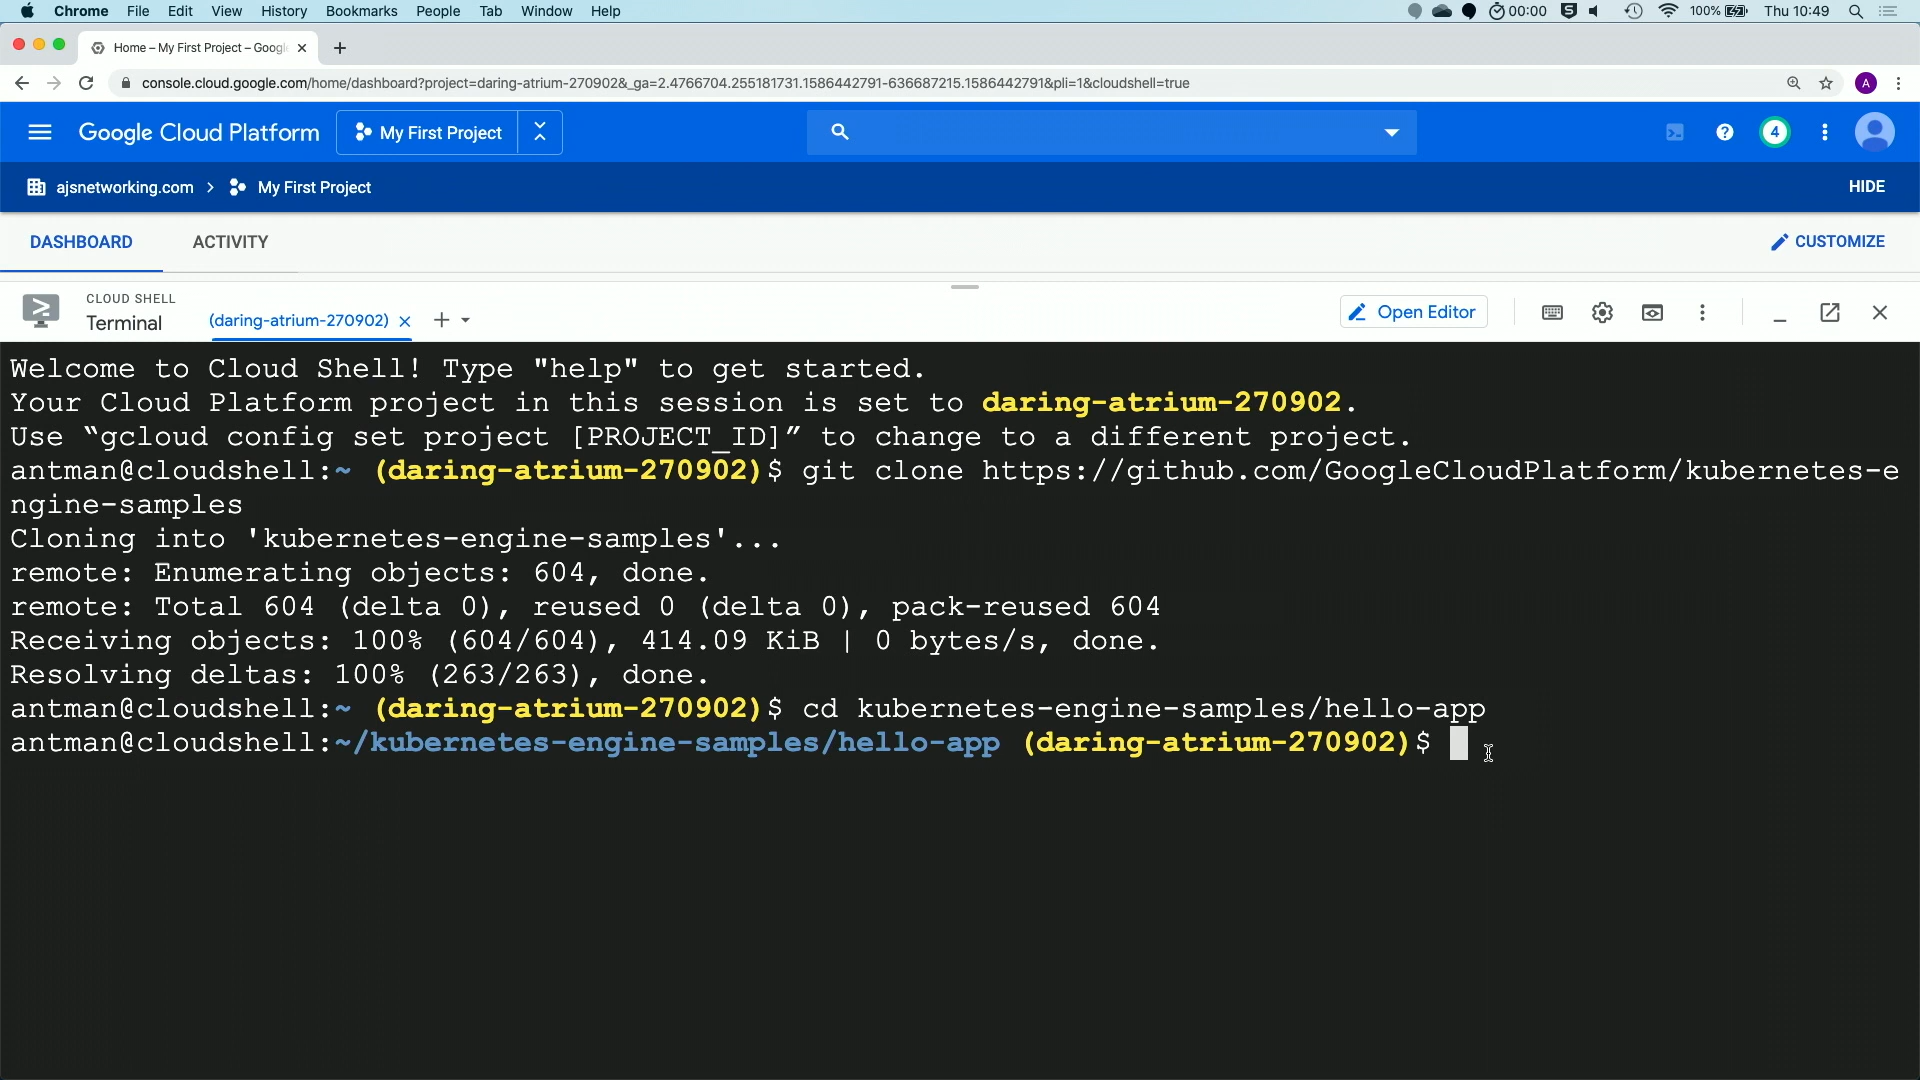 Chrome File Edit View History Bookmarks People Tab Window Help 00:00 100% Thu 10:49
Home – My First Project – Googl
console.cloud.google.com/home/dashboard?project=daring-atrium-270902&_ga=2.4766704.255181731.1586442791-636687215.1586442791&pli=1&cloudshell=true A
Google Cloud Platform My First Project ? 4
ajsnetworking.com > My First Project HIDE
DASHBOARD ACTIVITY CUSTOMIZE
CLOUD SHELL
Terminal (daring-atrium-270902) Open Editor
Welcome to Cloud Shell! Type "help" to get started.
Your Cloud Platform project in this session is set to daring-atrium-270902.
Use “gcloud config set project [PROJECT_ID]” to change to a different project.
antman@cloudshell:~ (daring-atrium-270902)$ git clone https://github.com/GoogleCloudPlatform/kubernetes-e
ngine-samples
Cloning into 'kubernetes-engine-samples'...
remote: Enumerating objects: 604, done.
remote: Total 604 (delta 0), reused 0 (delta 0), pack-reused 604
Receiving objects: 100% (604/604), 414.09 KiB | 0 bytes/s, done.
Resolving deltas: 100% (263/263), done.
antman@cloudshell:~ (daring-atrium-270902)$ cd kubernetes-engine-samples/hello-app
antman@cloudshell:~/kubernetes-engine-samples/hello-app (daring-atrium-270902)$